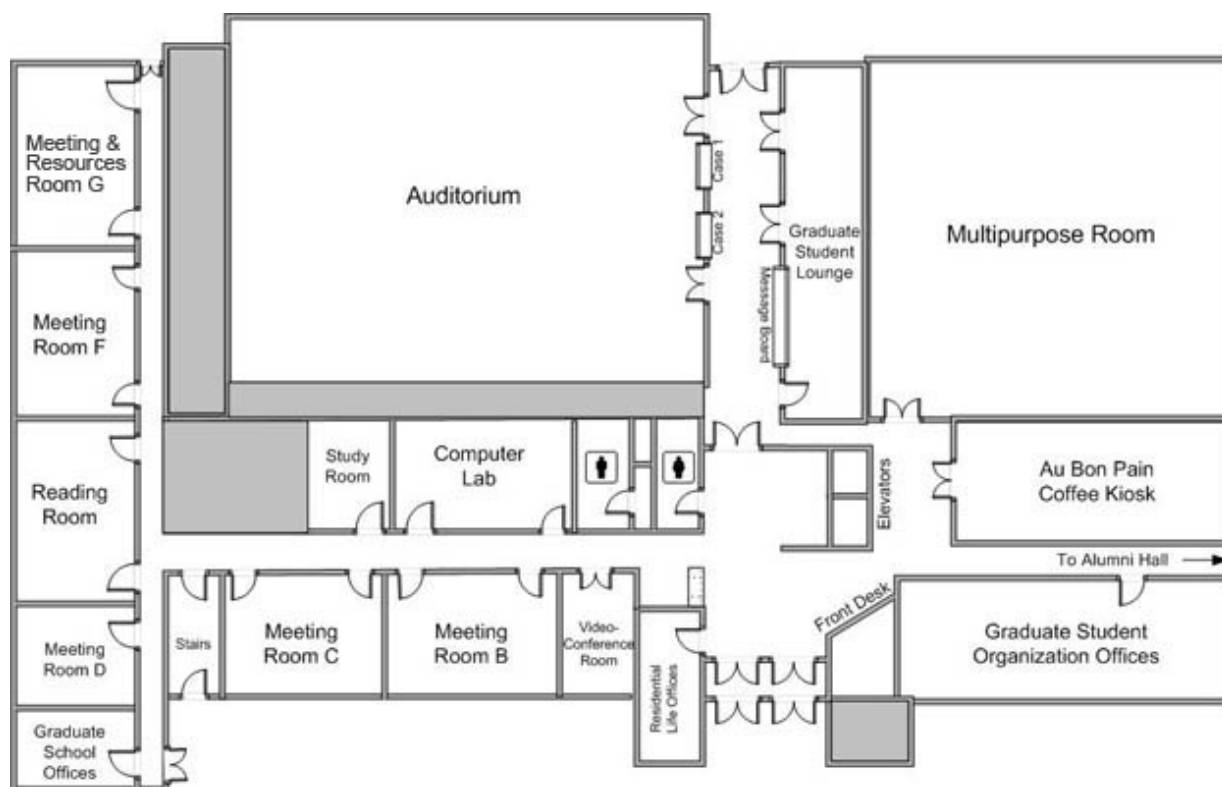 Meeting &
Resources
Room G
Auditorium
Case 1
Case 2
Graduate
Student
Lounge
Message Board
Multipurpose Room
Meeting
Room F
Reading
Room
Study
Room
Computer
Lab
Elevators
Au Bon Pain
Coffee Kiosk
To Alumni Hall
Meeting
Room D
Stairs
Meeting
Room C
Meeting
Room B
Video-
Conference
Room
Residential
Life Offices
Front Desk
Graduate Student
Organization Offices
Graduate
School
Offices